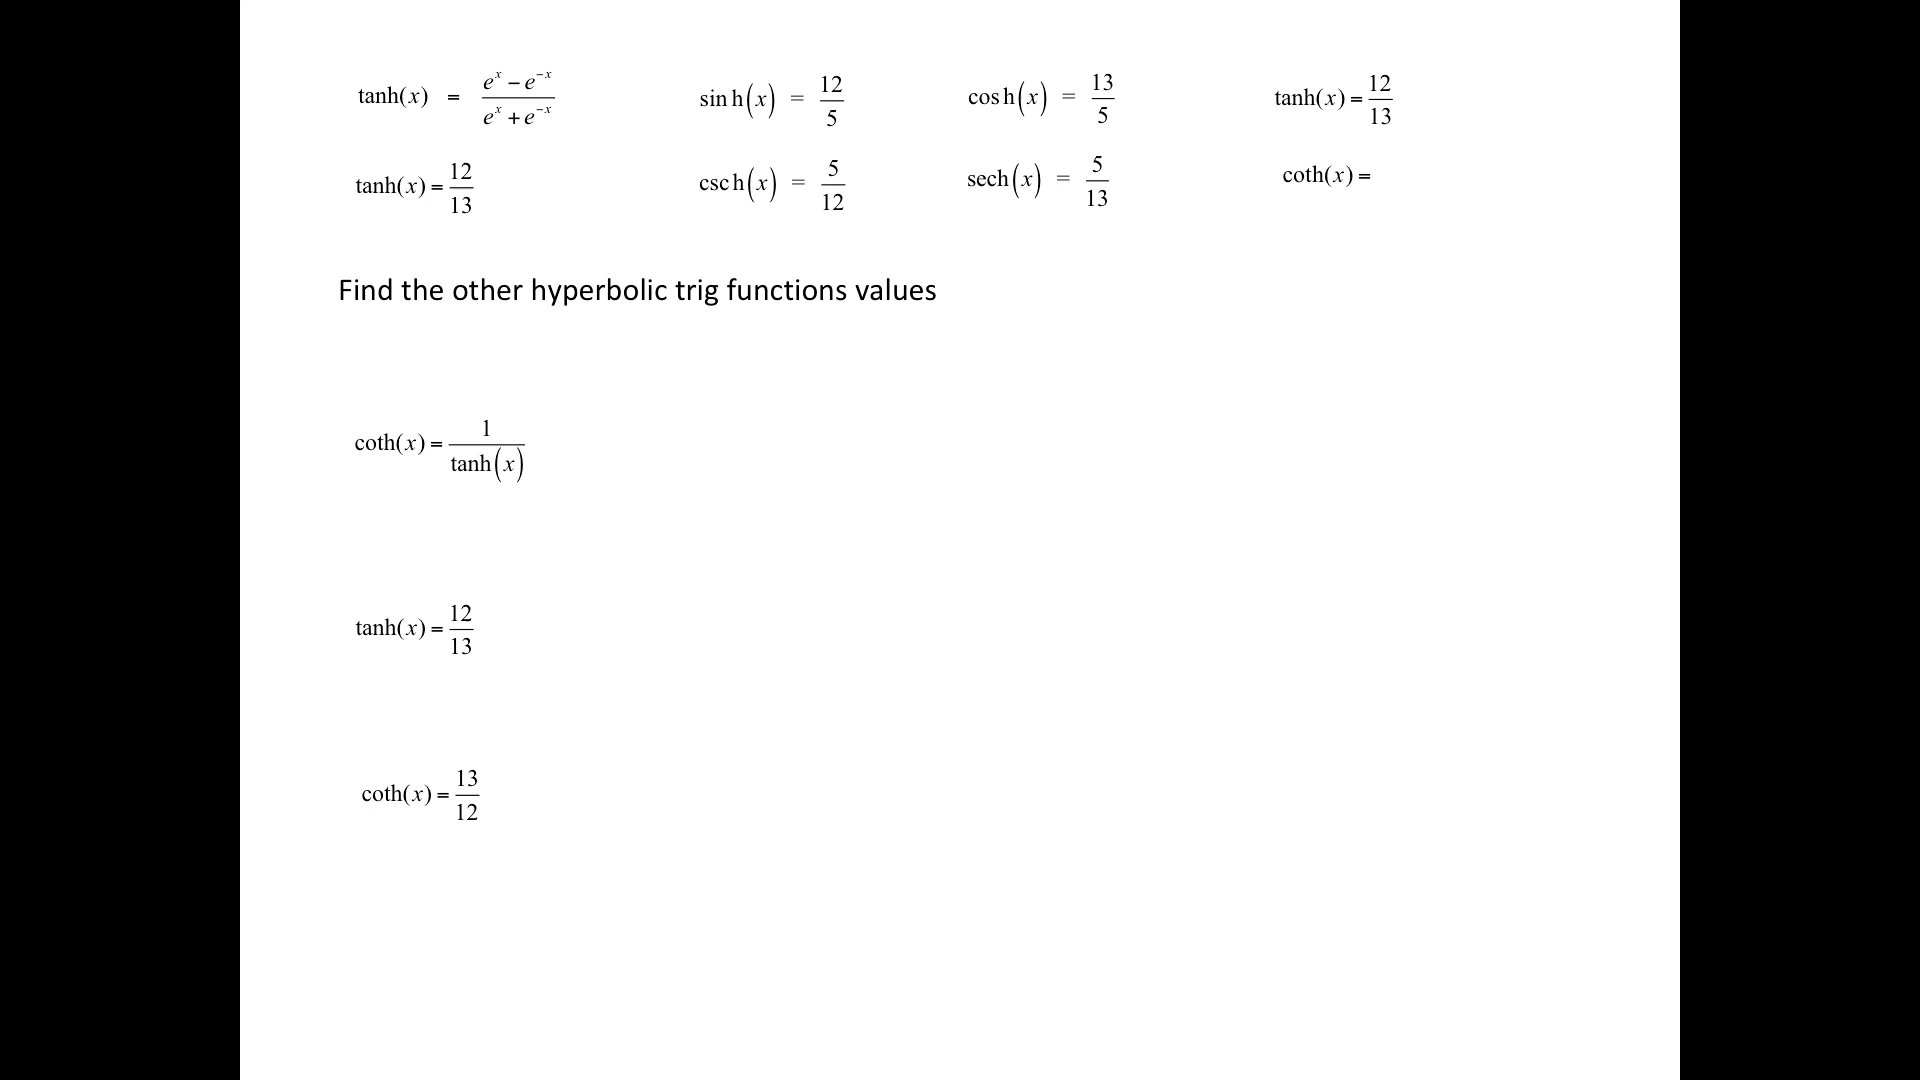 tanh(x) = (e^x − e^−x)/(e^x + e^−x)   sinh(x) = 12/5   cosh(x) = 13/5   tanh(x) = 12/13
tanh(x) = 12/13   csch(x) = 5/12   sech(x) = 5/13   coth(x) =
Find the other hyperbolic trig functions values
coth(x) = 1/tanh(x)
tanh(x) = 12/13
coth(x) = 13/12